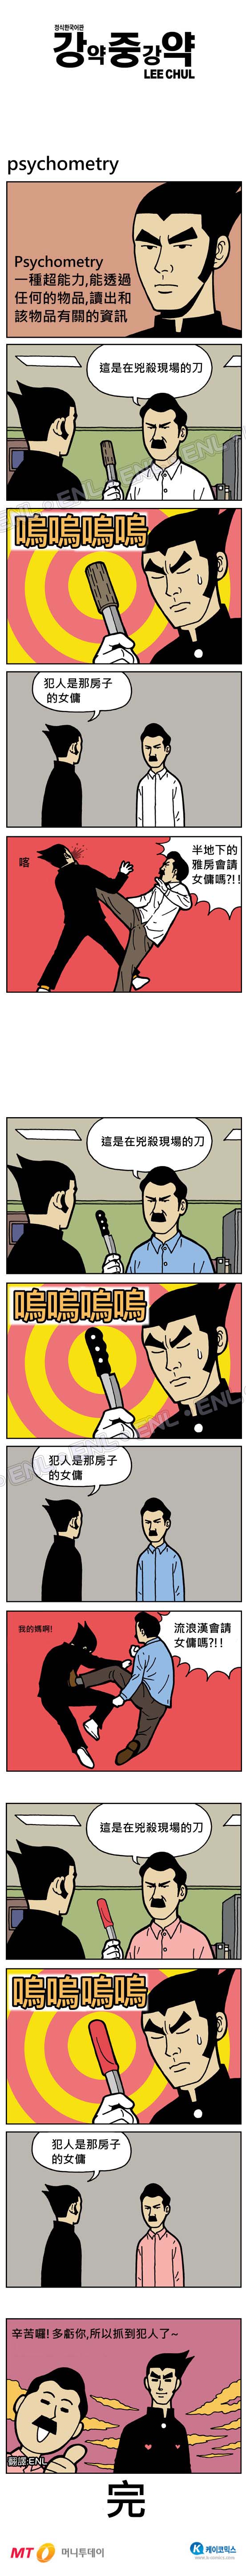 정식한국어판
강약중강약
LEE CHUL
psychometry
Psychometry
一種超能力,能透過
任何的物品,讀出和
該物品有關的資訊
這是在兇殺現場的刀
嗚嗚嗚嗚
犯人是那房子
的女傭
喀
半地下的
雅房會請
女傭嗎?!!
這是在兇殺現場的刀
嗚嗚嗚嗚
犯人是那房子
的女傭
我的媽啊!
流浪漢會請
女傭嗎?!!
這是在兇殺現場的刀
嗚嗚嗚嗚
犯人是那房子
的女傭
辛苦囉! 多虧你,所以抓到犯人了~
翻譯:ENL
完
MT 머니투데이
K 케이코믹스
ENL • ENL • ENL • ENL
ENL • ENL • ENL • ENL